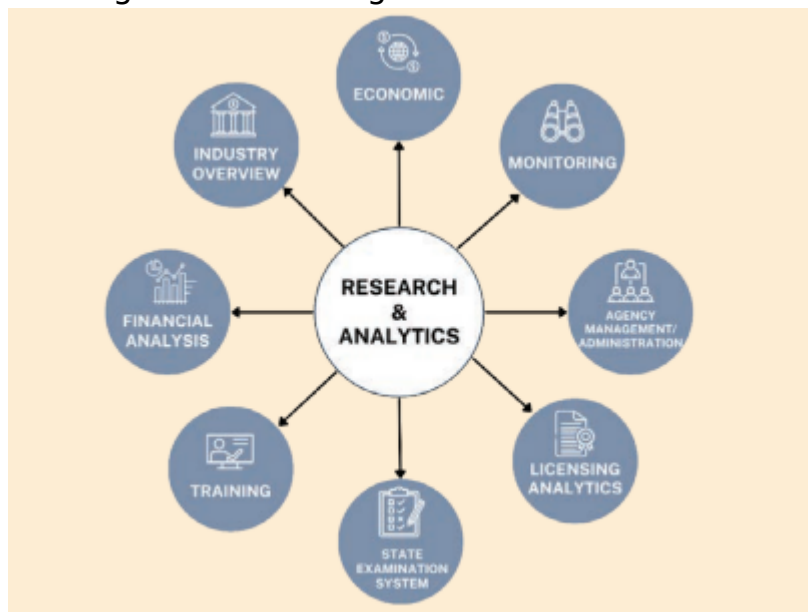 ECONOMIC
MONITORING
AGENCY
MANAGEMENT/
ADMINISTRATION
LICENSING
ANALYTICS
STATE
EXAMINATION
SYSTEM
TRAINING
FINANCIAL
ANALYSIS
INDUSTRY
OVERVIEW
RESEARCH
&
ANALYTICS